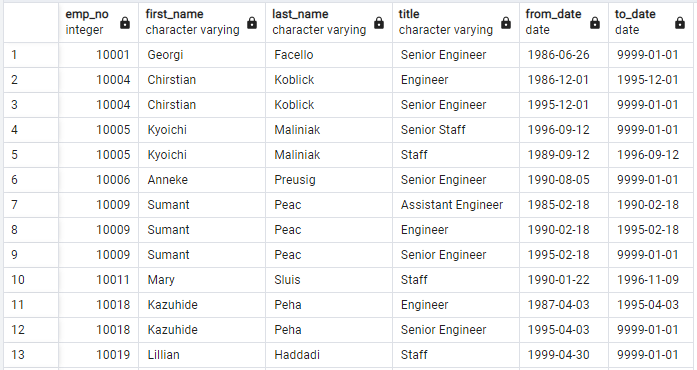 emp_no first_name last_name title from_date to_date
integer character varying character varying character varying date date
1 10001 Georgi Facello Senior Engineer 1986-06-26 9999-01-01
2 10004 Chirstian Koblick Engineer 1986-12-01 1995-12-01
3 10004 Chirstian Koblick Senior Engineer 1995-12-01 9999-01-01
4 10005 Kyoichi Maliniak Senior Staff 1996-09-12 9999-01-01
5 10005 Kyoichi Maliniak Staff 1989-09-12 1996-09-12
6 10006 Anneke Preusig Senior Engineer 1990-08-05 9999-01-01
7 10009 Sumant Peac Assistant Engineer 1985-02-18 1990-02-18
8 10009 Sumant Peac Engineer 1990-02-18 1995-02-18
9 10009 Sumant Peac Senior Engineer 1995-02-18 9999-01-01
10 10011 Mary Sluis Staff 1990-01-22 1996-11-09
11 10018 Kazuhide Peha Engineer 1987-04-03 1995-04-03
12 10018 Kazuhide Peha Senior Engineer 1995-04-03 9999-01-01
13 10019 Lillian Haddadi Staff 1999-04-30 9999-01-01